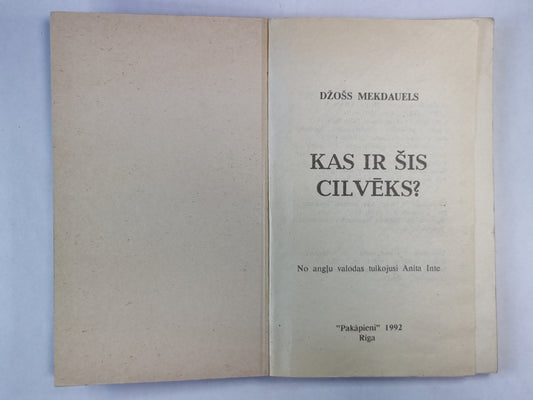 DŽOŠS MEKDAUELS
KAS IR ŠIS
CILVĒKS?
No angļu valodas tulkojusi Anita Inte
"Pakāpieni" 1992
Rīga